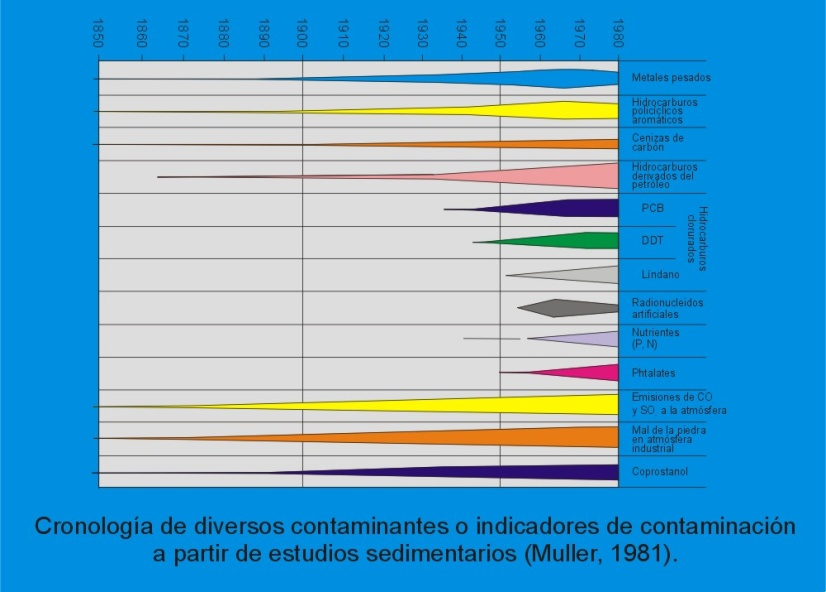 1850 1860 1870 1880 1890 1900 1910 1920 1930 1940 1950 1960 1970 1980
Metales pesados
Hidrocarburos
policíclicos
aromáticos
Cenizas de
carbón
Hidrocarburos
derivados del
petróleo
PCB
DDT
Líndano
Hidrocarburos
clorurados
Radionucleidos
artificiales
Nutrientes
(P, N)
Phtalates
Emisiones de CO
y SO a la atmósfera
Mal de la piedra
en atmósfera
industrial
Coprostanol
Cronología de diversos contaminantes o indicadores de contaminación
a partir de estudios sedimentarios (Muller, 1981).